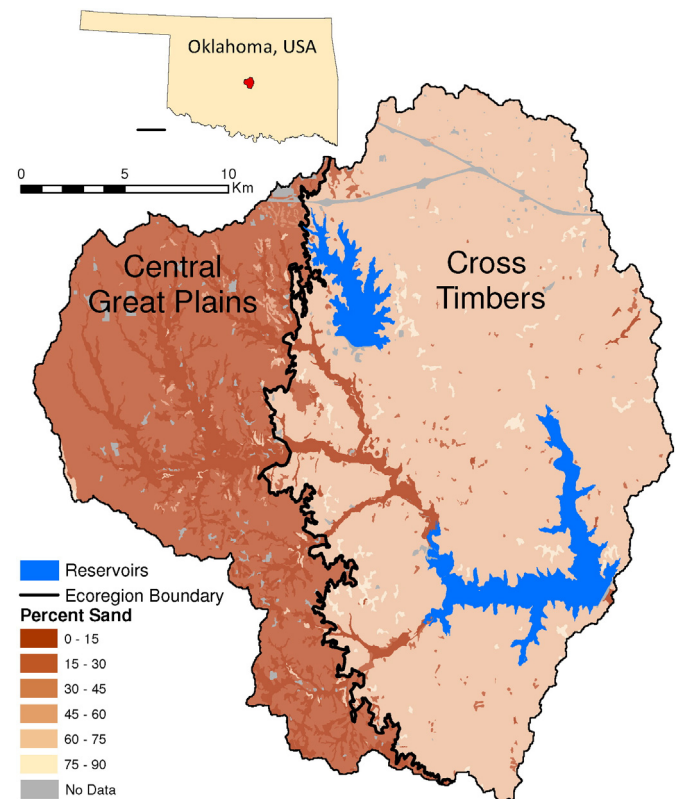 Oklahoma, USA
0 5 10
Km
Central
Great Plains
Cross
Timbers
Reservoirs
Ecoregion Boundary
Percent Sand
0 - 15
15 - 30
30 - 45
45 - 60
60 - 75
75 - 90
No Data